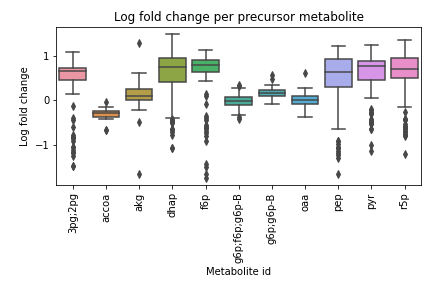 Log fold change per precursor metabolite
Log fold change
1
0
−1
3pg;2pg
accoa
akg
dhap
f6p
g6p;f6p;g6p-B
g6p;g6p-B
oaa
pep
pyr
r5p
Metabolite id